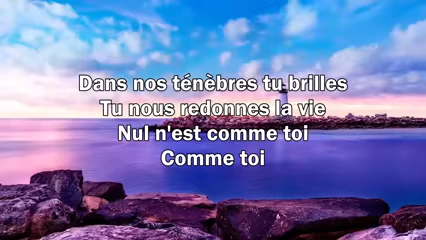 Dans nos ténèbres tu brilles
Tu nous redonnes la vie
Nul n'est comme toi
Comme toi